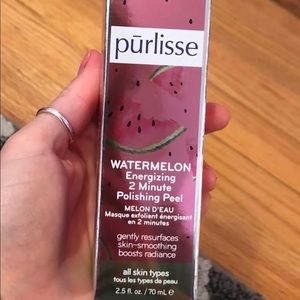 pūrlisse
WATERMELON
Energizing
2 Minute
Polishing Peel
MELON D'EAU
Masque exfoliant énergisant
en 2 minutes
gently resurfaces
skin-smoothing
boosts radiance
all skin types
tous les types de peau
2.5 fl. oz. / 70 mL ℮